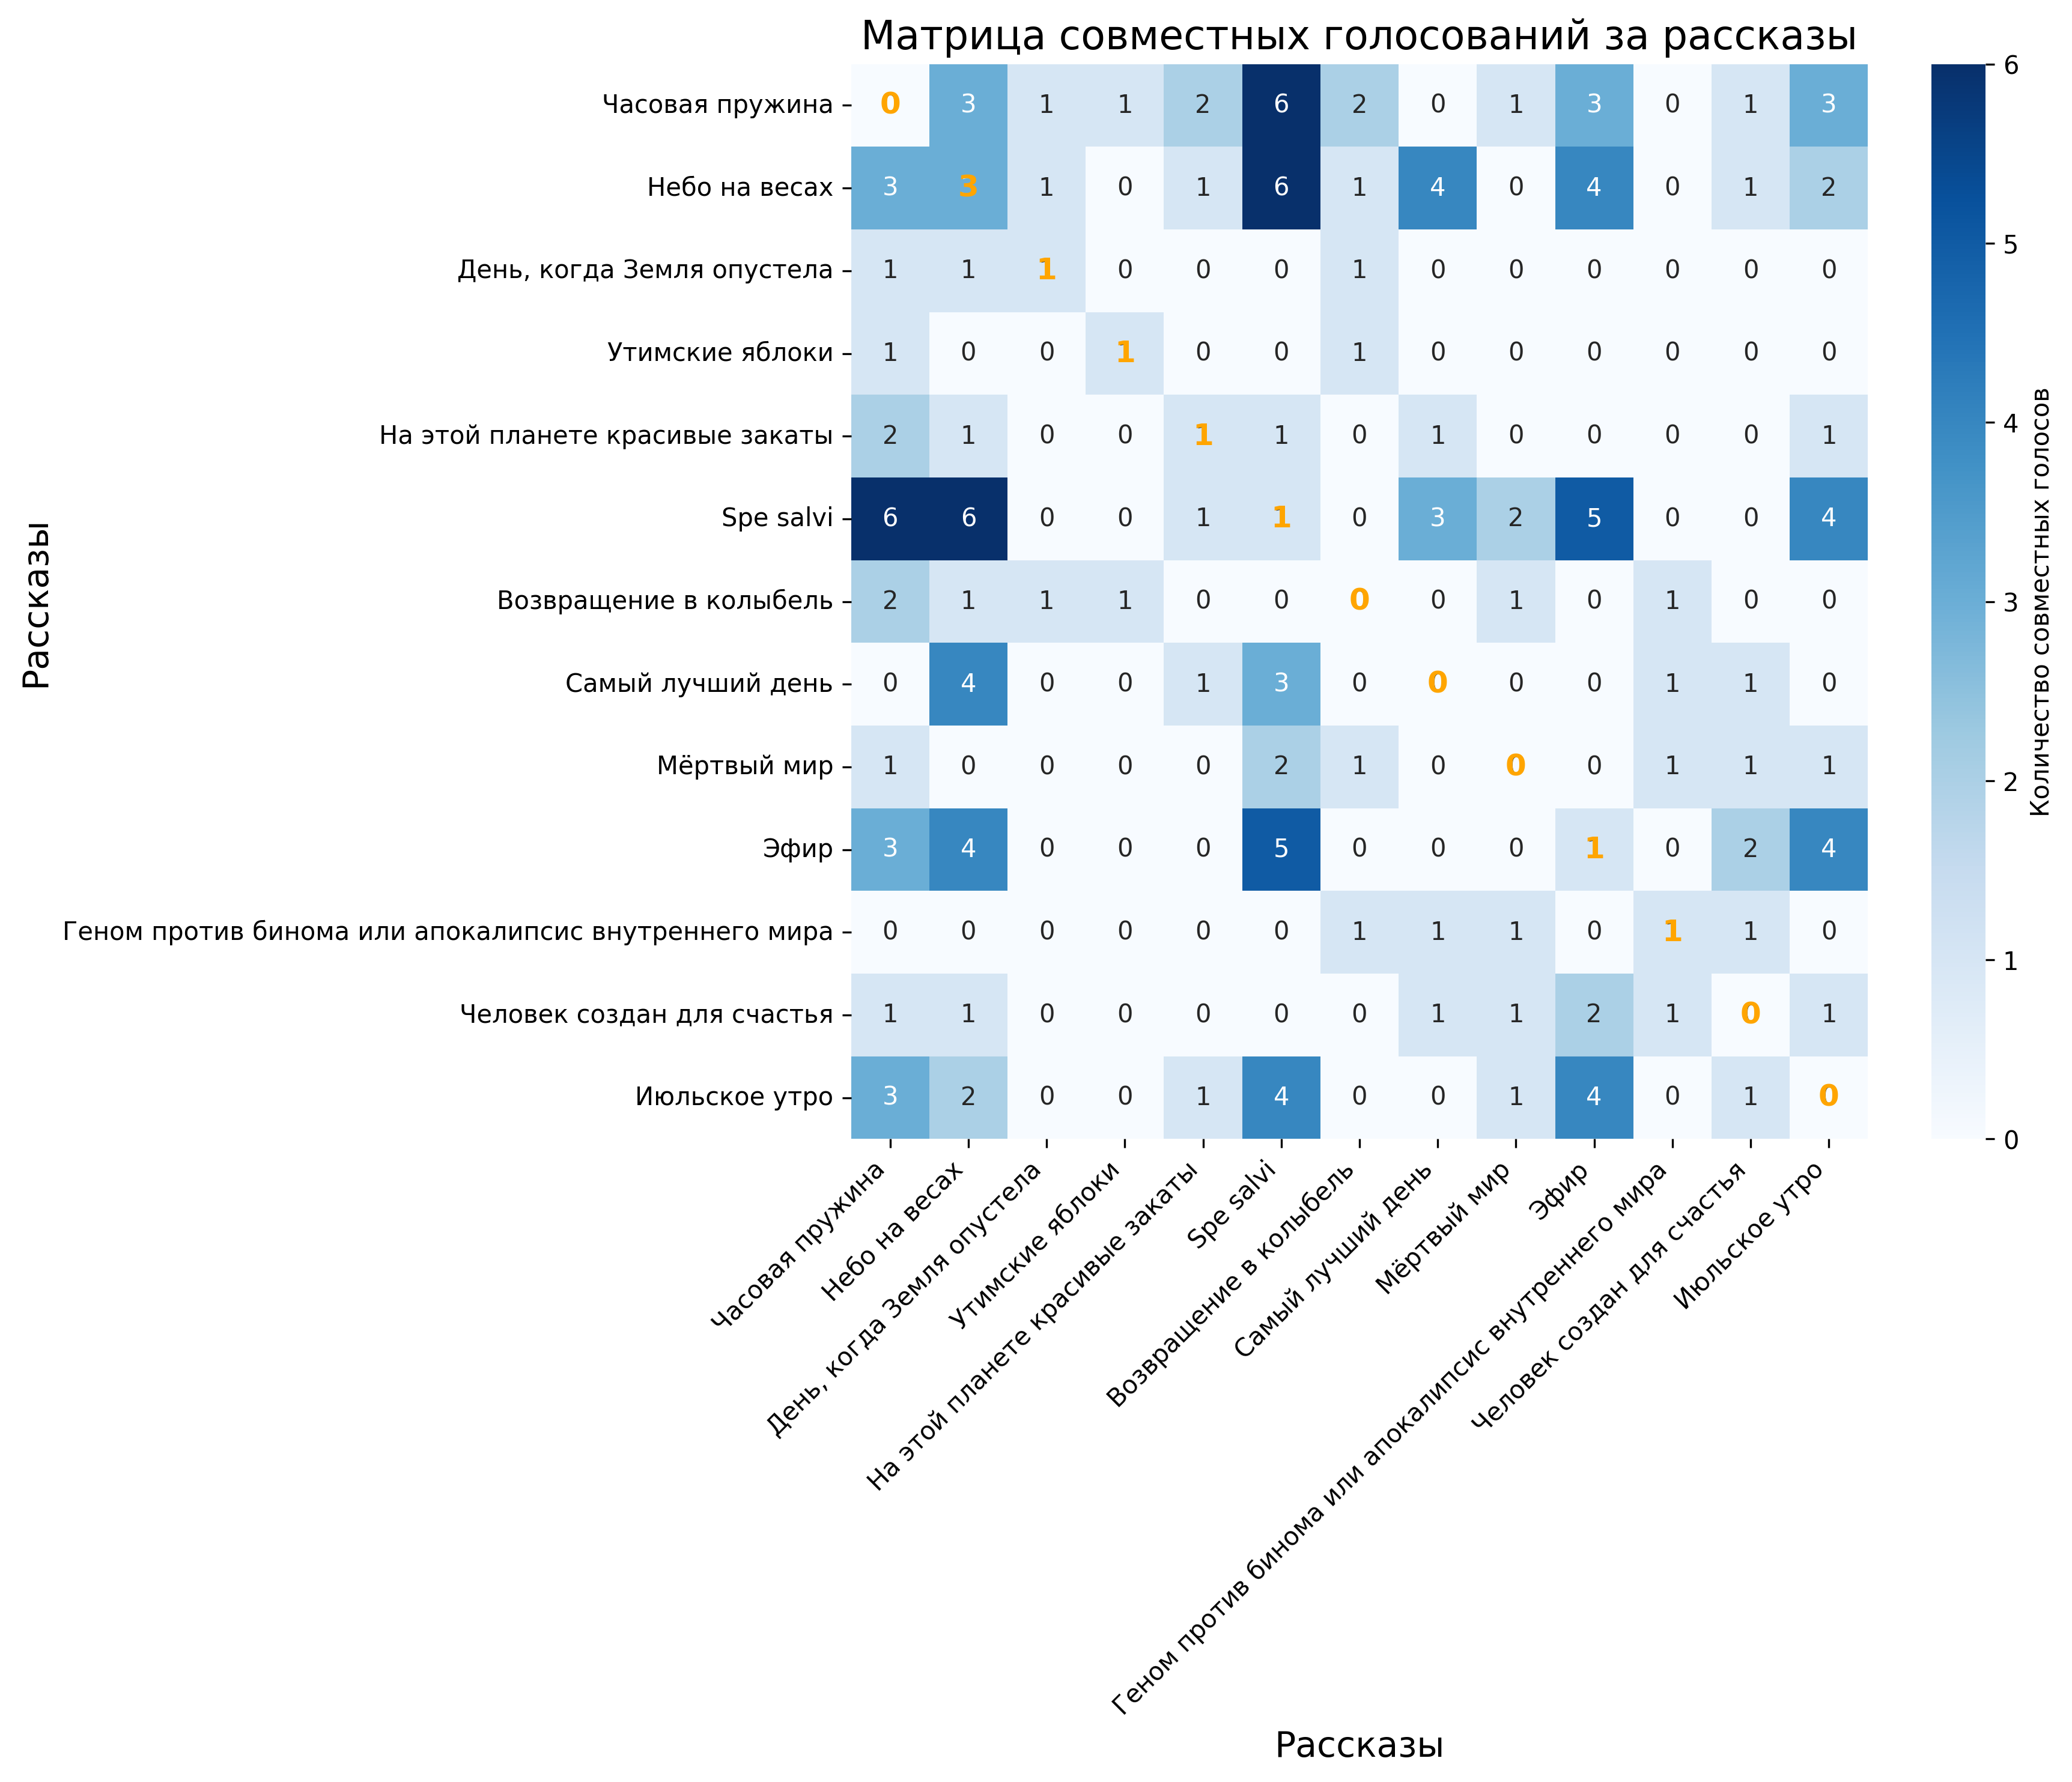 Матрица совместных голосований за рассказы
Рассказы
Часовая пружина 0 3 1 1 2 6 2 0 1 3 0 1 3
Небо на весах 3 3 1 0 1 6 1 4 0 4 0 1 2
День, когда Земля опустела 1 1 1 0 0 0 1 0 0 0 0 0 0
Утимские яблоки 1 0 0 1 0 0 1 0 0 0 0 0 0
На этой планете красивые закаты 2 1 0 0 1 1 0 1 0 0 0 0 1
Spe salvi 6 6 0 0 1 1 0 3 2 5 0 0 4
Возвращение в колыбель 2 1 1 1 0 0 0 0 1 0 1 0 0
Самый лучший день 0 4 0 0 1 3 0 0 0 0 1 1 0
Мёртвый мир 1 0 0 0 0 2 1 0 0 0 1 1 1
Эфир 3 4 0 0 0 5 0 0 0 1 0 2 4
Геном против бинома или апокалипсис внутреннего мира 0 0 0 0 0 0 1 1 1 0 1 1 0
Человек создан для счастья 1 1 0 0 0 0 0 1 1 2 1 0 1
Июльское утро 3 2 0 0 1 4 0 0 1 4 0 1 0
Часовая пружина
Небо на весах
День, когда Земля опустела
Утимские яблоки
На этой планете красивые закаты
Spe salvi
Возвращение в колыбель
Самый лучший день
Мёртвый мир
Эфир
Геном против бинома или апокалипсис внутреннего мира
Человек создан для счастья
Июльское утро
Рассказы
6
5
4
3
2
1
0
Количество совместных голосов